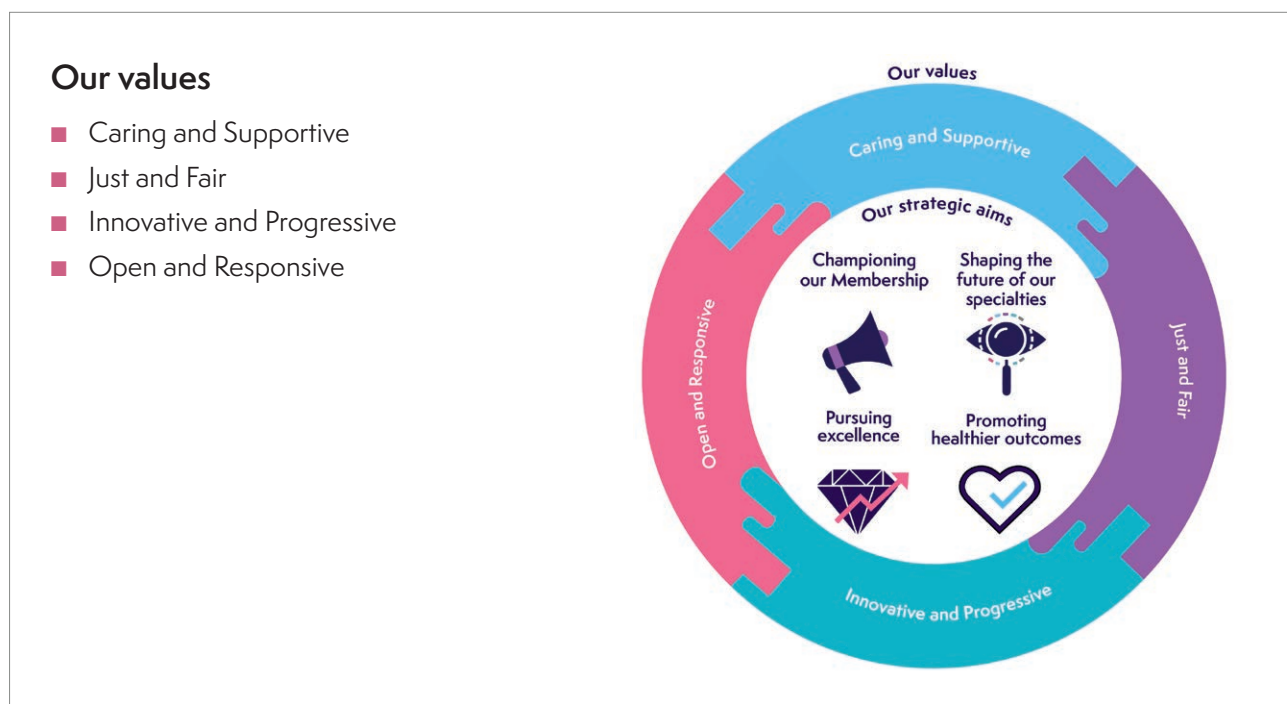 Our values
Caring and Supportive
Just and Fair
Innovative and Progressive
Open and Responsive
Our values
Caring and Supportive
Just and Fair
Innovative and Progressive
Open and Responsive
Our strategic aims
Championing
our Membership
Shaping the
future of our
specialties
Pursuing
excellence
Promoting
healthier outcomes